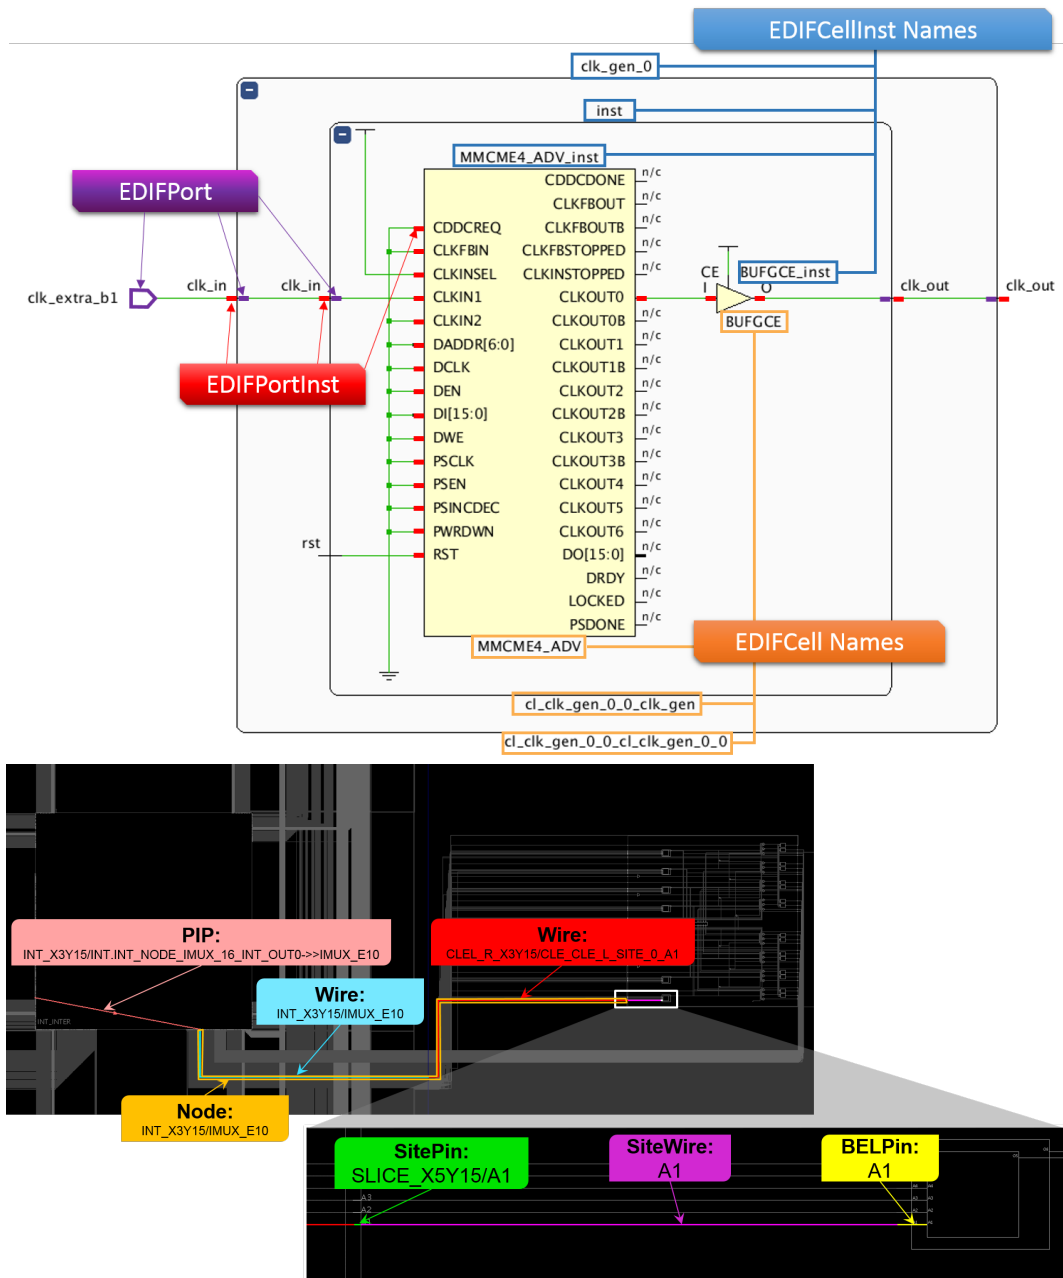 EDIFCellInst Names
clk_gen_0
inst
MMCME4_ADV_inst
EDIFPort
CDDCREQ
CLKFBIN
CLKINSEL
CLKIN1
CLKIN2
DADDR[6:0]
DCLK
DEN
DI[15:0]
DWE
PSCLK
PSEN
PSINCDEC
PWRDWN
RST
CDDCDONE n/c
CLKFBOUT n/c
CLKFBOUTB n/c
CLKFBSTOPPED n/c
CLKINSTOPPED n/c
CLKOUT0
CLKOUT0B n/c
CLKOUT1 n/c
CLKOUT1B n/c
CLKOUT2 n/c
CLKOUT2B n/c
CLKOUT3 n/c
CLKOUT3B n/c
CLKOUT4 n/c
CLKOUT5 n/c
CLKOUT6 n/c
DO[15:0] n/c
DRDY n/c
LOCKED n/c
PSDONE n/c
CE
I
O
BUFGCE_inst
BUFGCE
clk_extra_b1
clk_in
clk_in
clk_out
clk_out
EDIFPortInst
rst
MMCME4_ADV
EDIFCell Names
cl_clk_gen_0_0_clk_gen
cl_clk_gen_0_0_cl_clk_gen_0_0
PIP:
INT_X3Y15/INT.INT_NODE_IMUX_16_INT_OUT0->>IMUX_E10
Wire:
CLEL_R_X3Y15/CLE_CLE_L_SITE_0_A1
Wire:
INT_X3Y15/IMUX_E10
INT_INTER
Node:
INT_X3Y15/IMUX_E10
SitePin:
SLICE_X5Y15/A1
SiteWire:
A1
BELPin:
A1
A3
A2